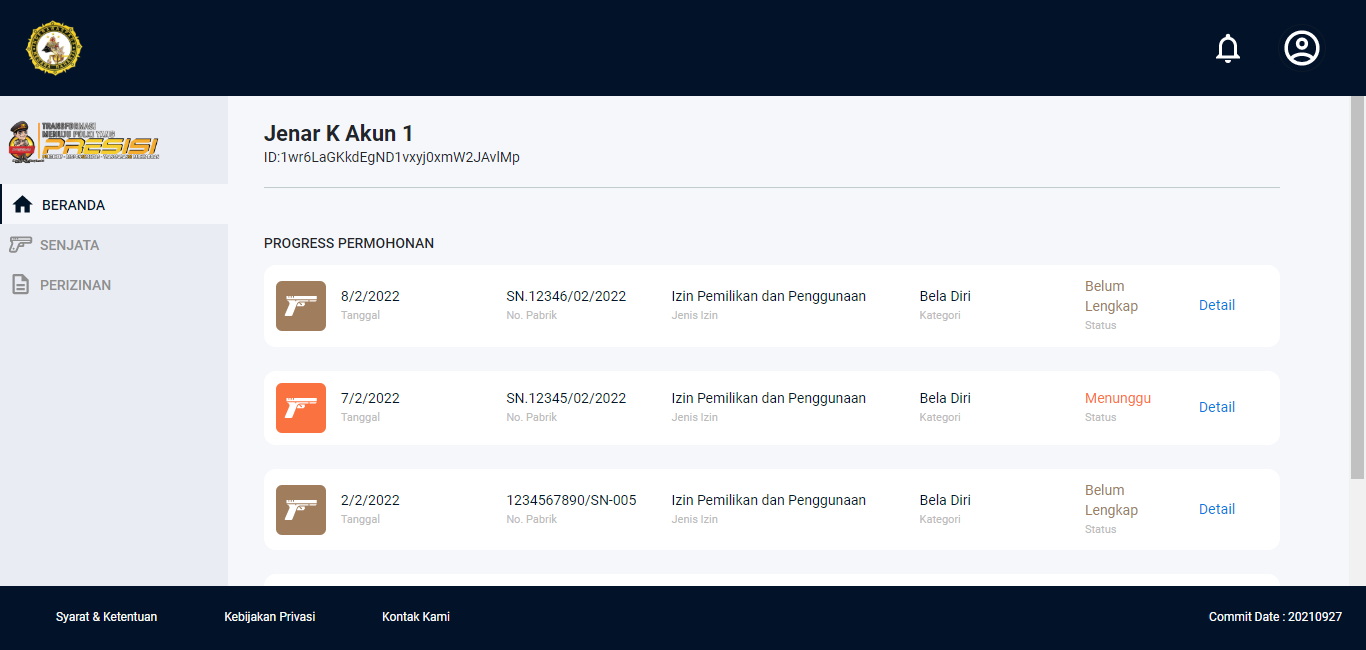 Jenar K Akun 1
ID:1wr6LaGKkdEgND1vxyj0xmW2JAvlMp
TRANSFORMASI
MENUJU POLRI YANG
PRESISI
BERANDA
SENJATA
PERIZINAN
PROGRESS PERMOHONAN
8/2/2022 SN.12346/02/2022 Izin Pemilikan dan Penggunaan Bela Diri Belum Lengkap Detail
Tanggal No. Pabrik Jenis Izin Kategori Status
7/2/2022 SN.12345/02/2022 Izin Pemilikan dan Penggunaan Bela Diri Menunggu Detail
Tanggal No. Pabrik Jenis Izin Kategori Status
2/2/2022 1234567890/SN-005 Izin Pemilikan dan Penggunaan Bela Diri Belum Lengkap Detail
Tanggal No. Pabrik Jenis Izin Kategori Status
Syarat & Ketentuan Kebijakan Privasi Kontak Kami Commit Date : 20210927